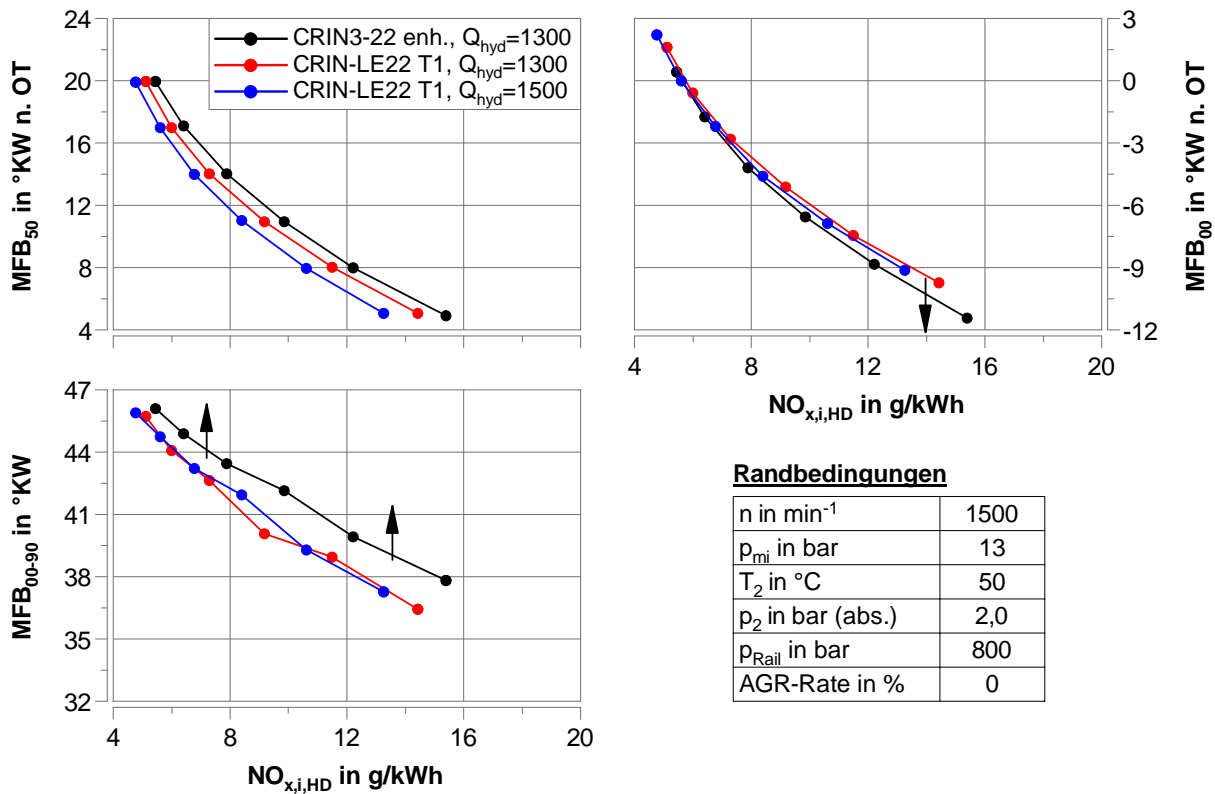 24
20
16
12
8
4
MFB50 in °KW n. OT
CRIN3-22 enh., Qhyd=1300
CRIN-LE22 T1, Qhyd=1300
CRIN-LE22 T1, Qhyd=1500
3
0
-3
-6
-9
-12
MFB00 in °KW n. OT
4 8 12 16 20
NOx,i,HD in g/kWh
47
44
41
38
35
32
MFB00-90 in °KW
4 8 12 16 20
NOx,i,HD in g/kWh
Randbedingungen
n in min-1 1500
pmi in bar 13
T2 in °C 50
p2 in bar (abs.) 2,0
pRail in bar 800
AGR-Rate in % 0